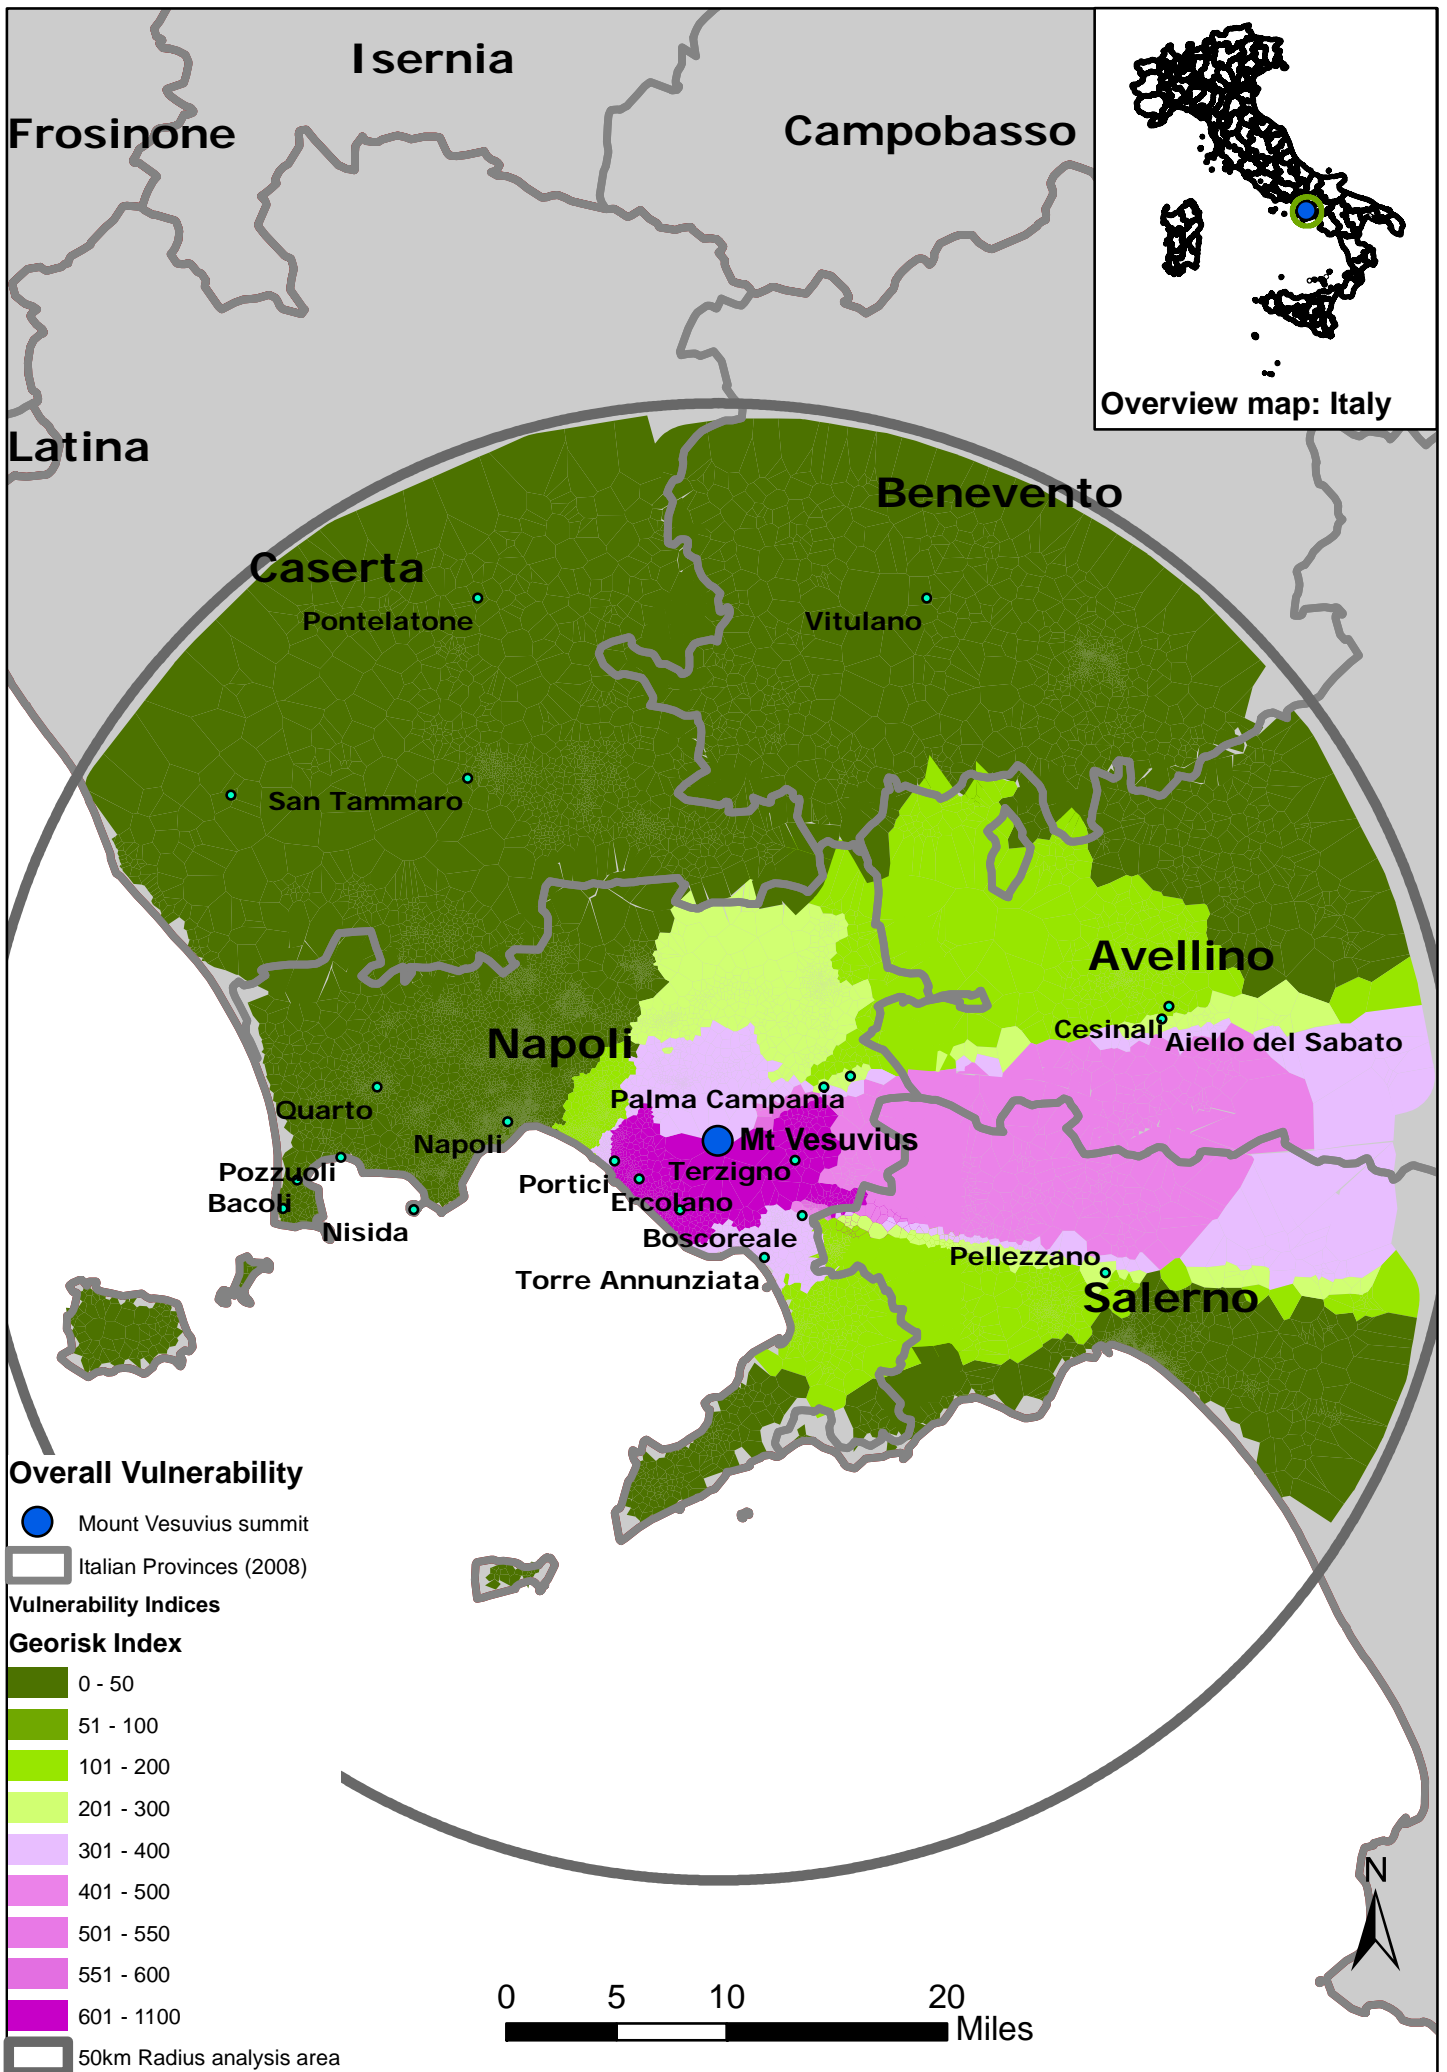 Isernia
Frosinone
Campobasso
Overview map: Italy
Latina
Benevento
Caserta
Pontelatone
Vitulano
San Tammaro
Avellino
Cesinali
Aiello del Sabato
Napoli
Palma Campania
Quarto
Napoli
Mt Vesuvius
Pozzuoli
Portici
Terzigno
Bacoli
Ercolano
Nisida
Boscoreale
Pellezzano
Torre Annunziata
Salerno
Overall Vulnerability
Mount Vesuvius summit
Italian Provinces (2008)
Vulnerability Indices
Georisk Index
0 - 50
51 - 100
101 - 200
201 - 300
301 - 400
401 - 500
501 - 550
551 - 600
601 - 1100
50km Radius analysis area
0 5 10 20
Miles
N